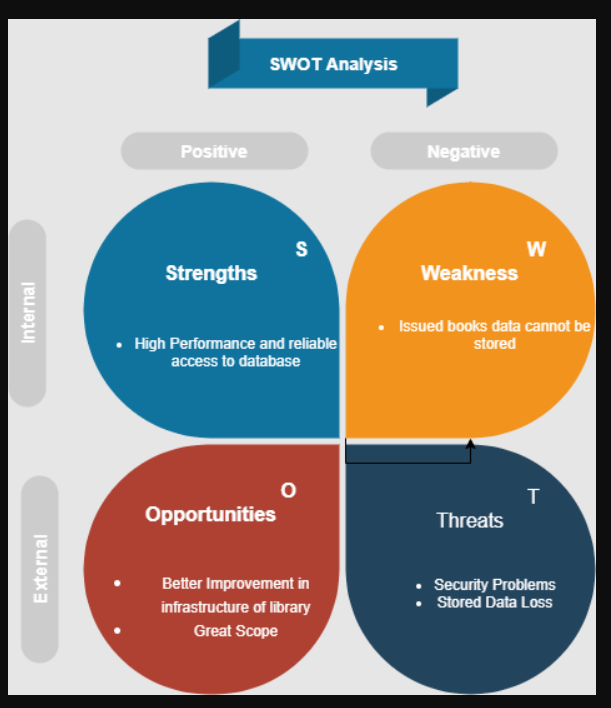 SWOT Analysis
Positive
Negative
Internal
S
Strengths
• High Performance and reliable
access to database
W
Weakness
• Issued books data cannot be
stored
External
O
Opportunities
• Better Improvement in
infrastructure of library
• Great Scope
T
Threats
• Security Problems
• Stored Data Loss